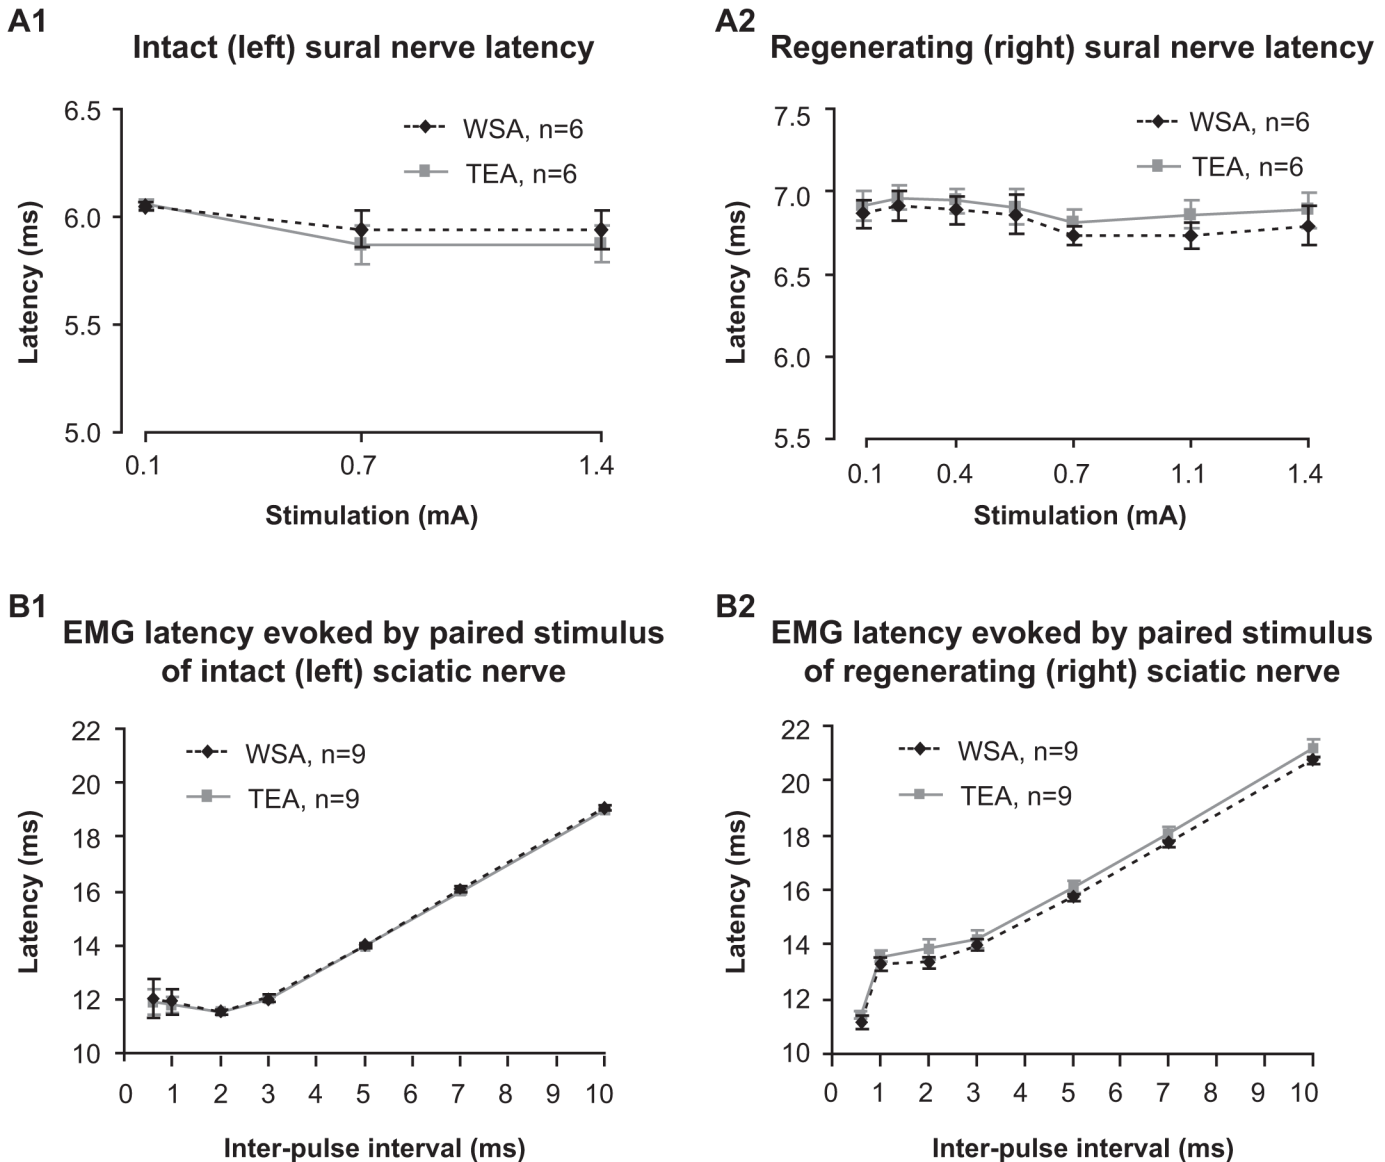 A1
Intact (left) sural nerve latency
6.5
6.0
5.5
5.0
Latency (ms)
WSA, n=6
TEA, n=6
0.1 0.7 1.4
Stimulation (mA)
A2
Regenerating (right) sural nerve latency
7.5
7.0
6.5
6.0
5.5
Latency (ms)
WSA, n=6
TEA, n=6
0.1 0.4 0.7 1.1 1.4
Stimulation (mA)
B1
EMG latency evoked by paired stimulus
of intact (left) sciatic nerve
22
20
18
16
14
12
10
Latency (ms)
WSA, n=9
TEA, n=9
0 1 2 3 4 5 6 7 8 9 10
Inter-pulse interval (ms)
B2
EMG latency evoked by paired stimulus
of regenerating (right) sciatic nerve
22
20
18
16
14
12
10
Latency (ms)
WSA, n=9
TEA, n=9
0 1 2 3 4 5 6 7 8 9 10
Inter-pulse interval (ms)